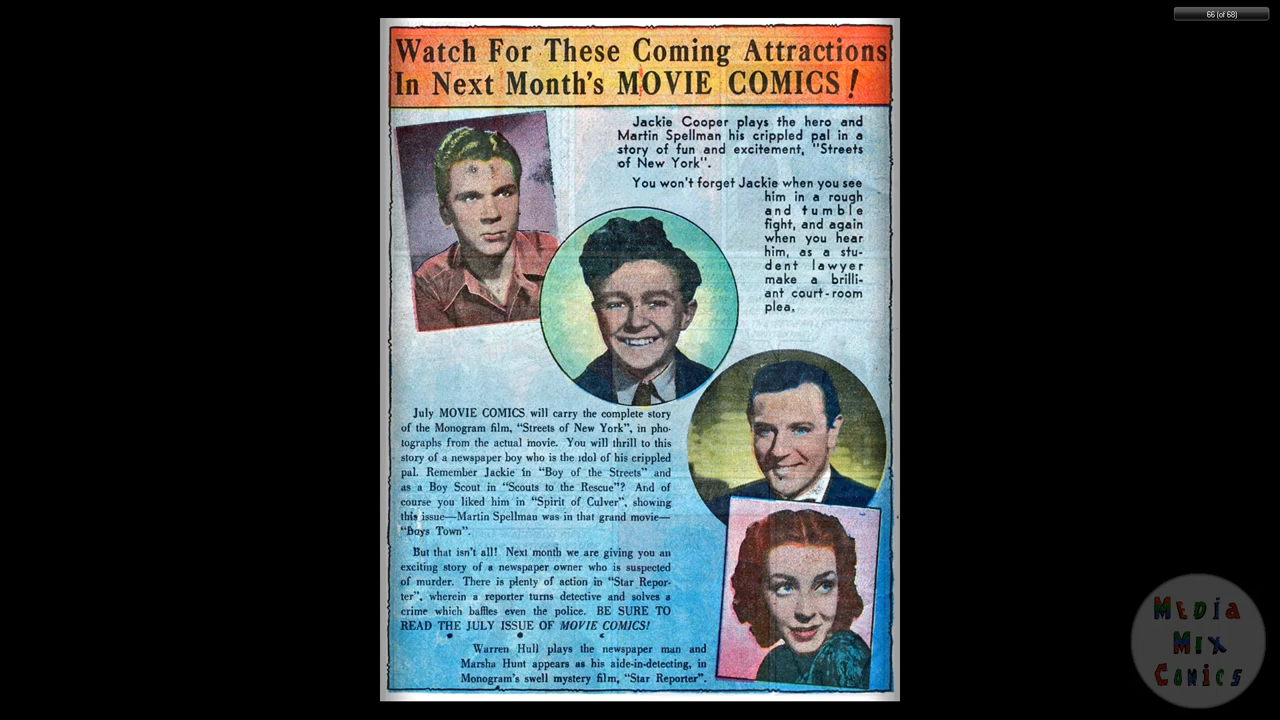 66 (of 68)
Watch For These Coming Attractions
In Next Month's MOVIE COMICS!
Jackie Cooper plays the hero and
Martin Spellman his crippled pal in a
story of fun and excitement, "Streets
of New York".
You won't forget Jackie when you see
him in a rough
and tumble
fight, and again
when you hear
him, as a stu-
dent lawyer
make a brilli-
ant court-room
plea.
July MOVIE COMICS will carry the complete story
of the Monogram film, "Streets of New York", in pho-
tographs from the actual movie. You will thrill to this
story of a newspaper boy who is the idol of his crippled
pal. Remember Jackie in "Boy of the Streets" and
as a Boy Scout in "Scouts to the Rescue"? And of
course you liked him in "Spirit of Culver", showing
this issue—Martin Spellman was in that grand movie—
"Boys Town".
But that isn't all! Next month we are giving you an
exciting story of a newspaper owner who is suspected
of murder. There is plenty of action in "Star Repor-
ter", wherein a reporter turns detective and solves a
crime which baffles even the police. BE SURE TO
READ THE JULY ISSUE OF MOVIE COMICS!
Warren Hull plays the newspaper man and
Marsha Hunt appears as his aide-in-detecting, in
Monogram's swell mystery film, "Star Reporter".
MEDiA
Mix
COMiCS